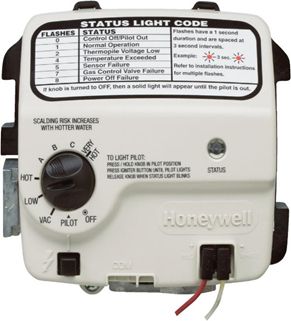 STATUS LIGHT CODE
FLASHES STATUS
0 Control Off/Pilot Out
1 Normal Operation
2 Thermopile Voltage Low
4 Temperature Exceeded
5 Sensor Failure
7 Gas Control Valve Failure
8 Power Off Failure
Flashes have a 1 second
duration and are spaced at
3 second intervals.
Example: 3 sec.
Refer to installation instructions
for multiple flashes.
If knob is turned to OFF, then a solid light will appear until the pilot is out.
SCALDING RISK INCREASES
WITH HOTTER WATER
A B C VERY HOT
HOT
LOW
VAC
PILOT
OFF
TO LIGHT PILOT:
PRESS / HOLD KNOB IN PILOT POSITION
PRESS IGNITER BUTTON UNTIL PILOT LIGHTS
RELEASE KNOB WHEN STATUS LIGHT BLINKS
STATUS
Honeywell
COM